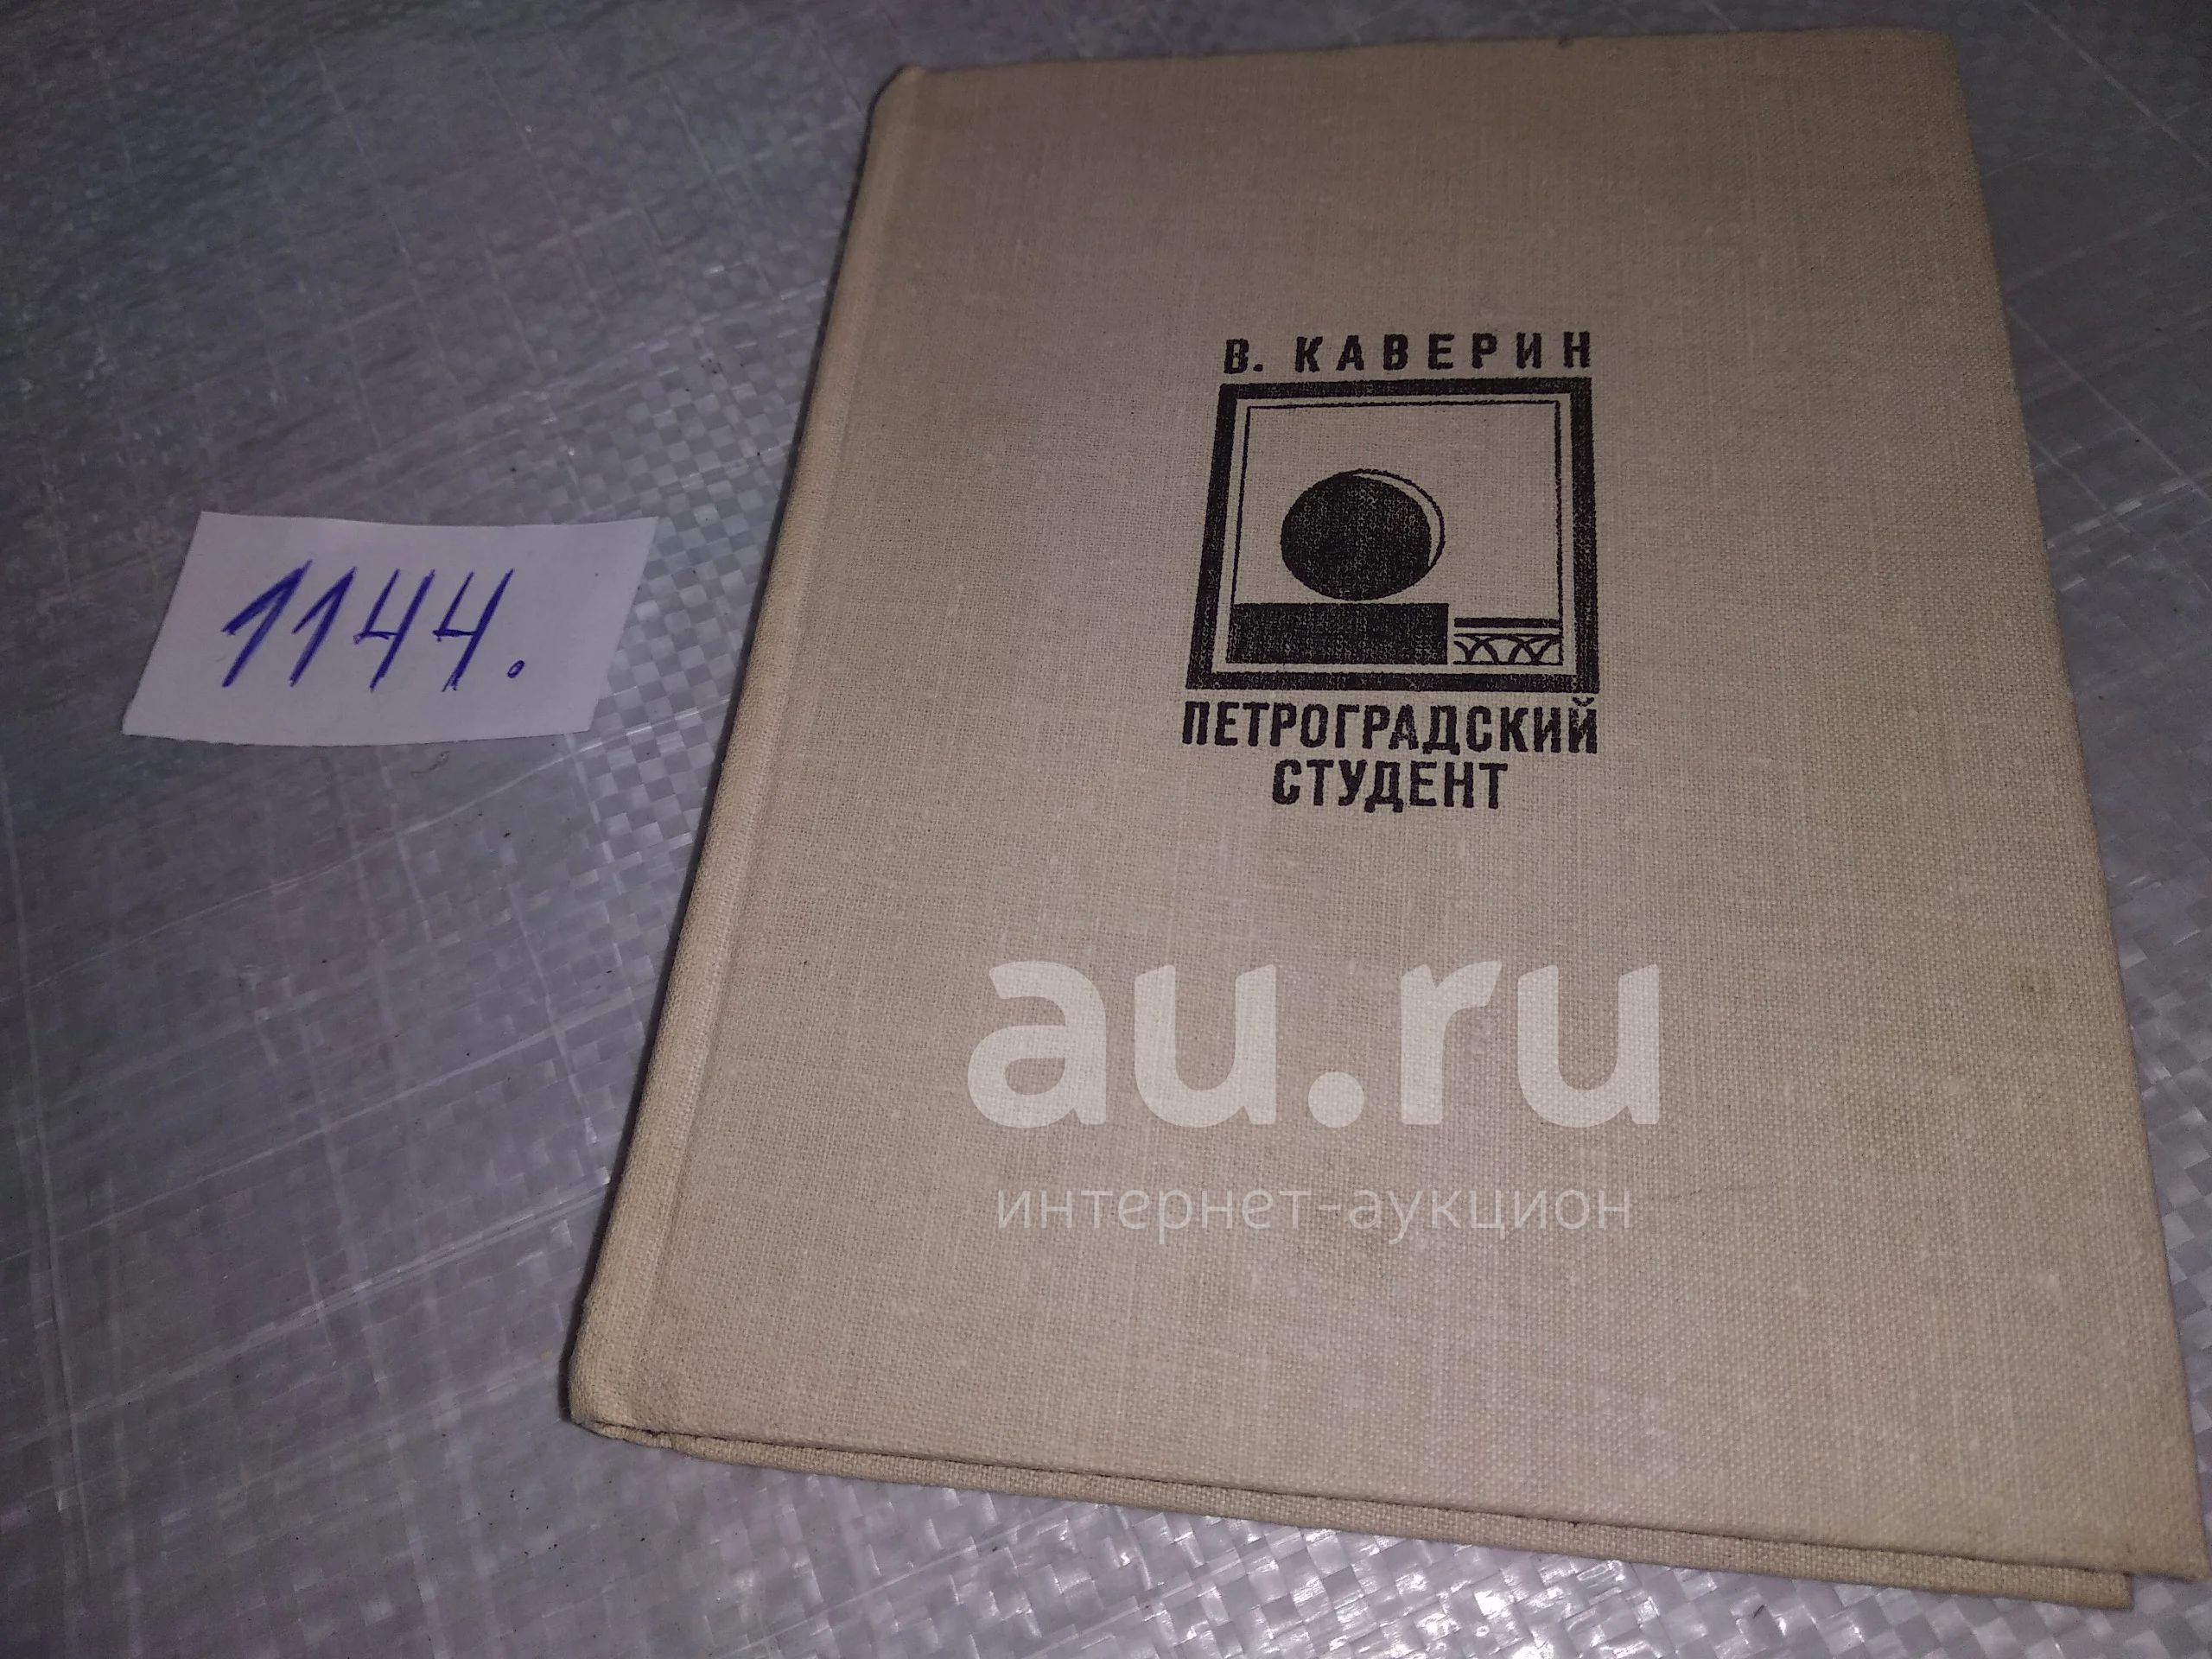 1144.
В. КАВЕРИН
ПЕТРОГРАДСКИЙ
СТУДЕНТ
au.ru
интернет-аукцион